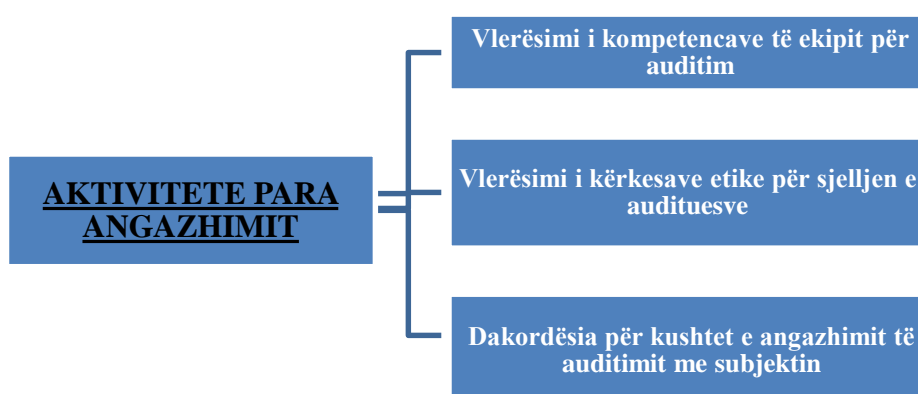 AKTIVITETE PARA
ANGAZHIMIT
Vlerësimi i kompetencave të ekipit për
auditim
Vlerësimi i kërkesave etike për sjelljen e
audituesve
Dakordësia për kushtet e angazhimit të
auditimit me subjektin